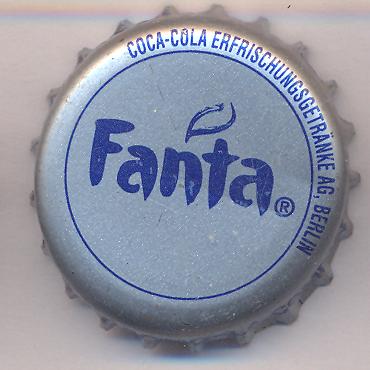 COCA-COLA ERFRISCHUNGSGETRÄNKE AG, BERLIN
Fanta®